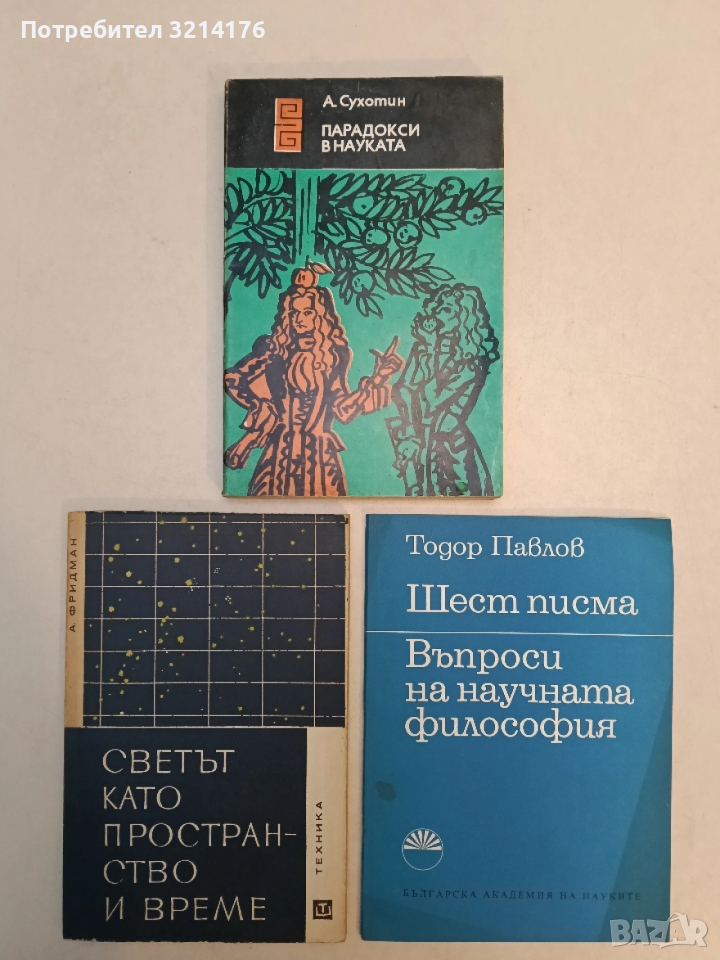 Потребител 3214176
А. Сухотин
ПАРАДОКСИ
В НАУКАТА
А. ФРИДМАН
СВЕТЪТ
КАТО
ПРОСТРАН-
СТВО
И ВРЕМЕ
ТЕХНИКА
Тодор Павлов
Шест писма
Въпроси
на научната
философия
БЪЛГАРСКА АКАДЕМИЯ НА НАУКИТЕ
BAZAR